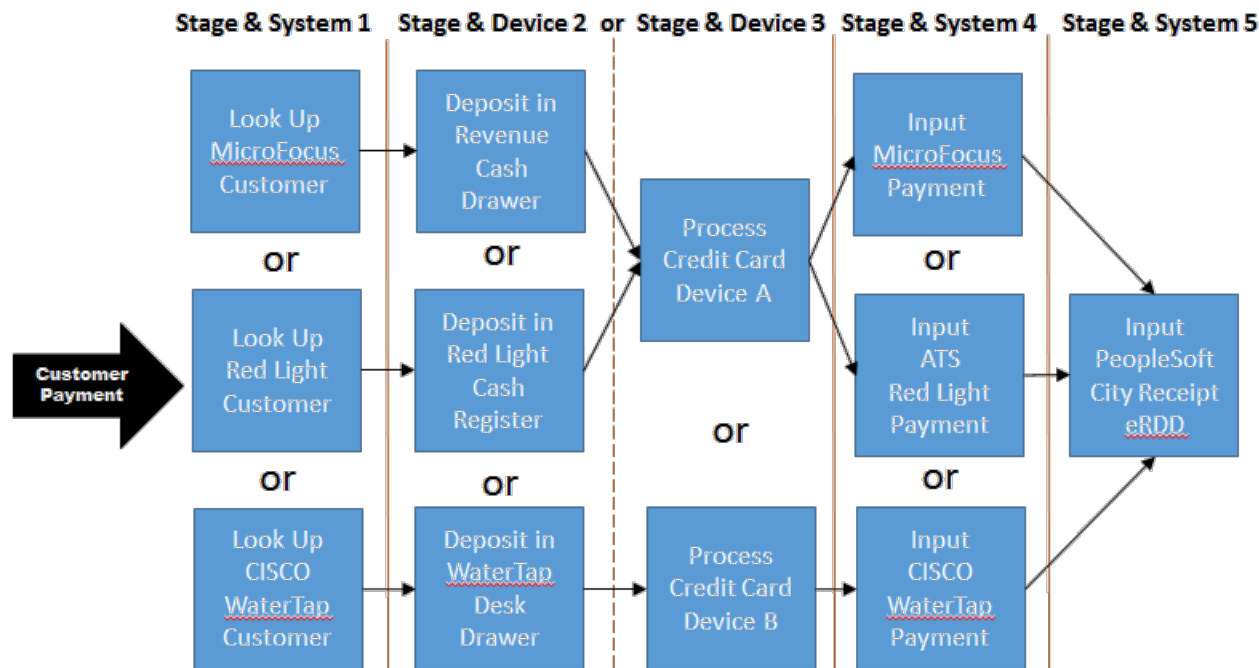 Stage & System 1 Stage & Device 2 or Stage & Device 3 Stage & System 4 Stage & System 5
Look Up
MicroFocus
Customer
or
Look Up
Red Light
Customer
or
Look Up
CISCO
WaterTap
Customer
Customer
Payment
Deposit in
Revenue
Cash
Drawer
or
Deposit in
Red Light
Cash
Register
or
Deposit in
WaterTap
Desk
Drawer
Process
Credit Card
Device A
or
Process
Credit Card
Device B
Input
MicroFocus
Payment
or
Input
ATS
Red Light
Payment
or
Input
CISCO
WaterTap
Payment
Input
PeopleSoft
City Receipt
eRDD